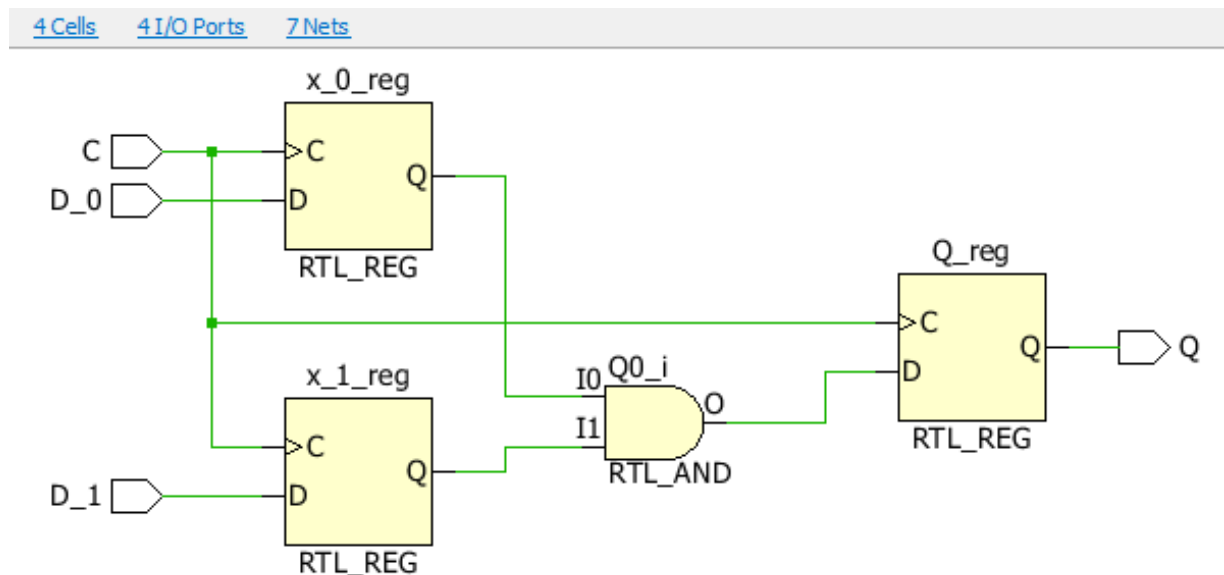 4 Cells 4 I/O Ports 7 Nets
x_0_reg
C
C
Q
D_0
D
RTL_REG
Q_reg
C
Q
Q
D
RTL_REG
x_1_reg
Q0_i
I0
O
I1
RTL_AND
C
Q
D_1
D
RTL_REG